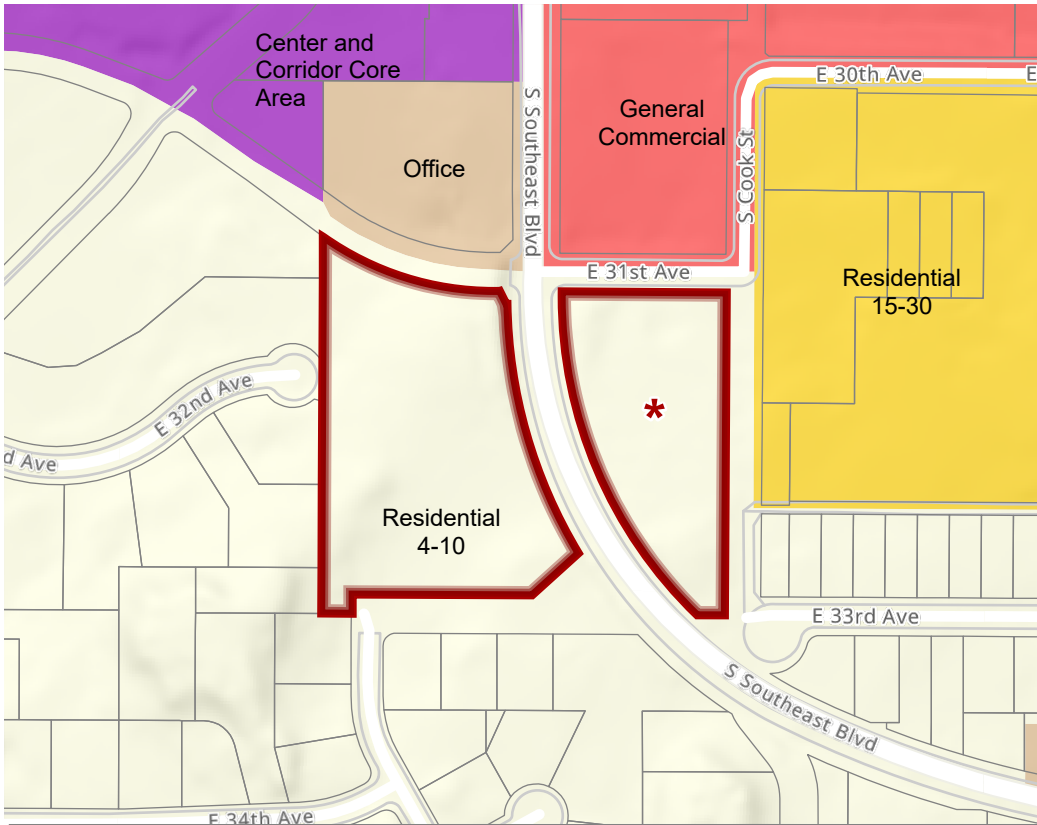 Center and
Corridor Core
Area
E 30th Ave
E
General
Commercial
Office
S Southeast Blvd
S Cook St
E 31st Ave
Residential
15-30
*
E 32nd Ave
d Ave
Residential
4-10
E 33rd Ave
S Southeast Blvd
E 34th Ave